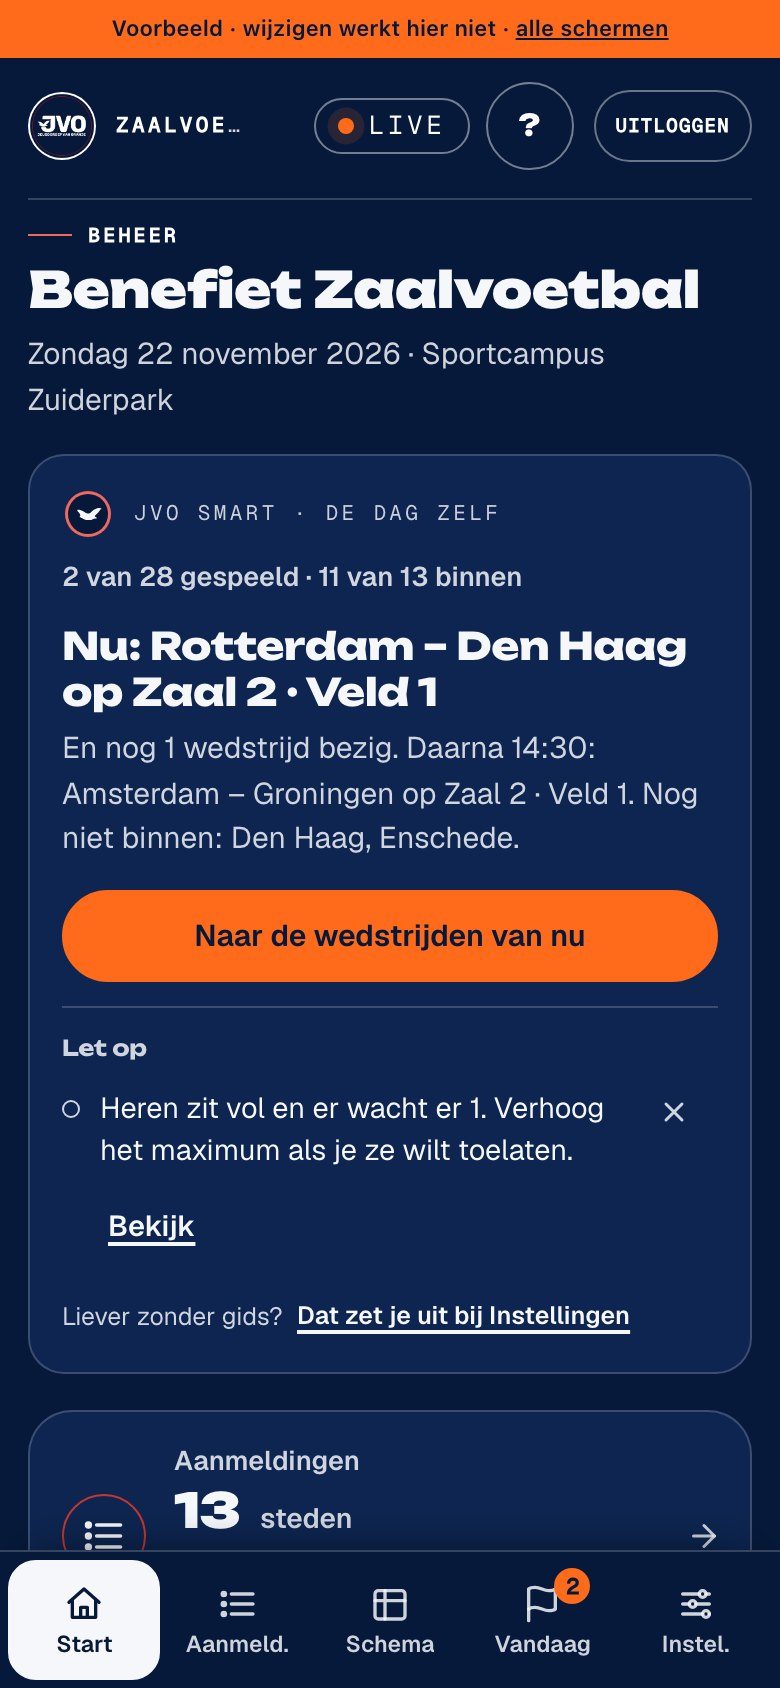 Voorbeeld · wijzigen werkt hier niet · alle schermen
JVO
ZAALVOE…
LIVE
?
UITLOGGEN
BEHEER
Benefiet Zaalvoetbal
Zondag 22 november 2026 · Sportcampus
Zuiderpark
JVO SMART · DE DAG ZELF
2 van 28 gespeeld · 11 van 13 binnen
Nu: Rotterdam – Den Haag
op Zaal 2 · Veld 1
En nog 1 wedstrijd bezig. Daarna 14:30:
Amsterdam – Groningen op Zaal 2 · Veld 1. Nog
niet binnen: Den Haag, Enschede.
Naar de wedstrijden van nu
Let op
Heren zit vol en er wacht er 1. Verhoog
het maximum als je ze wilt toelaten.
Bekijk
Liever zonder gids? Dat zet je uit bij Instellingen
Aanmeldingen
13 steden
2
Start
Aanmeld.
Schema
Vandaag
Instel.